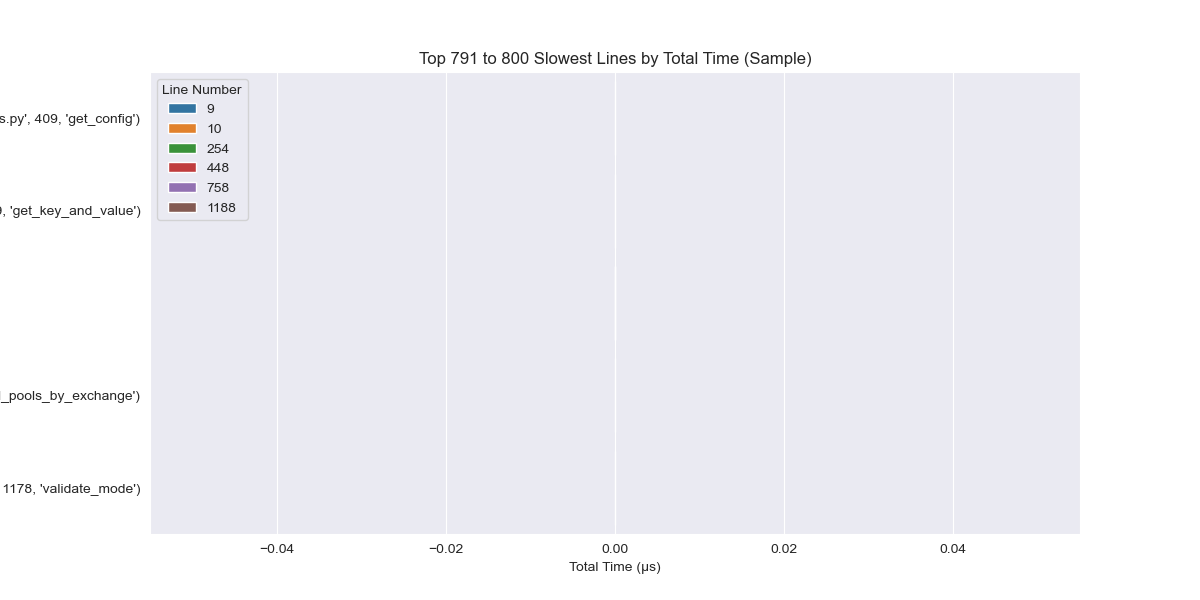 Top 791 to 800 Slowest Lines by Total Time (Sample)
Line Number
9
10
254
448
758
1188
s.py', 409, 'get_config')
, 'get_key_and_value')
_pools_by_exchange')
1178, 'validate_mode')
−0.04
−0.02
0.00
0.02
0.04
Total Time (µs)